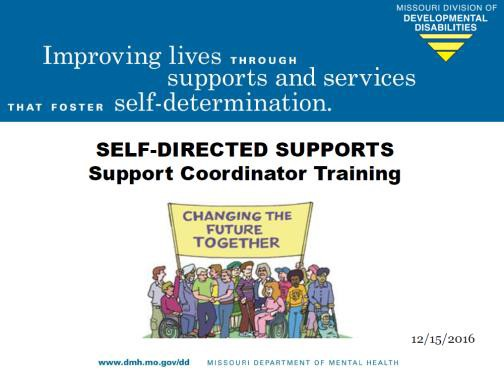 MISSOURI DIVISION OF
DEVELOPMENTAL
DISABILITIES
Improving lives THROUGH
supports and services
THAT FOSTER self-determination.
SELF-DIRECTED SUPPORTS
Support Coordinator Training
CHANGING THE
FUTURE
TOGETHER
12/15/2016
www.dmh.mo.gov/dd MISSOURI DEPARTMENT OF MENTAL HEALTH